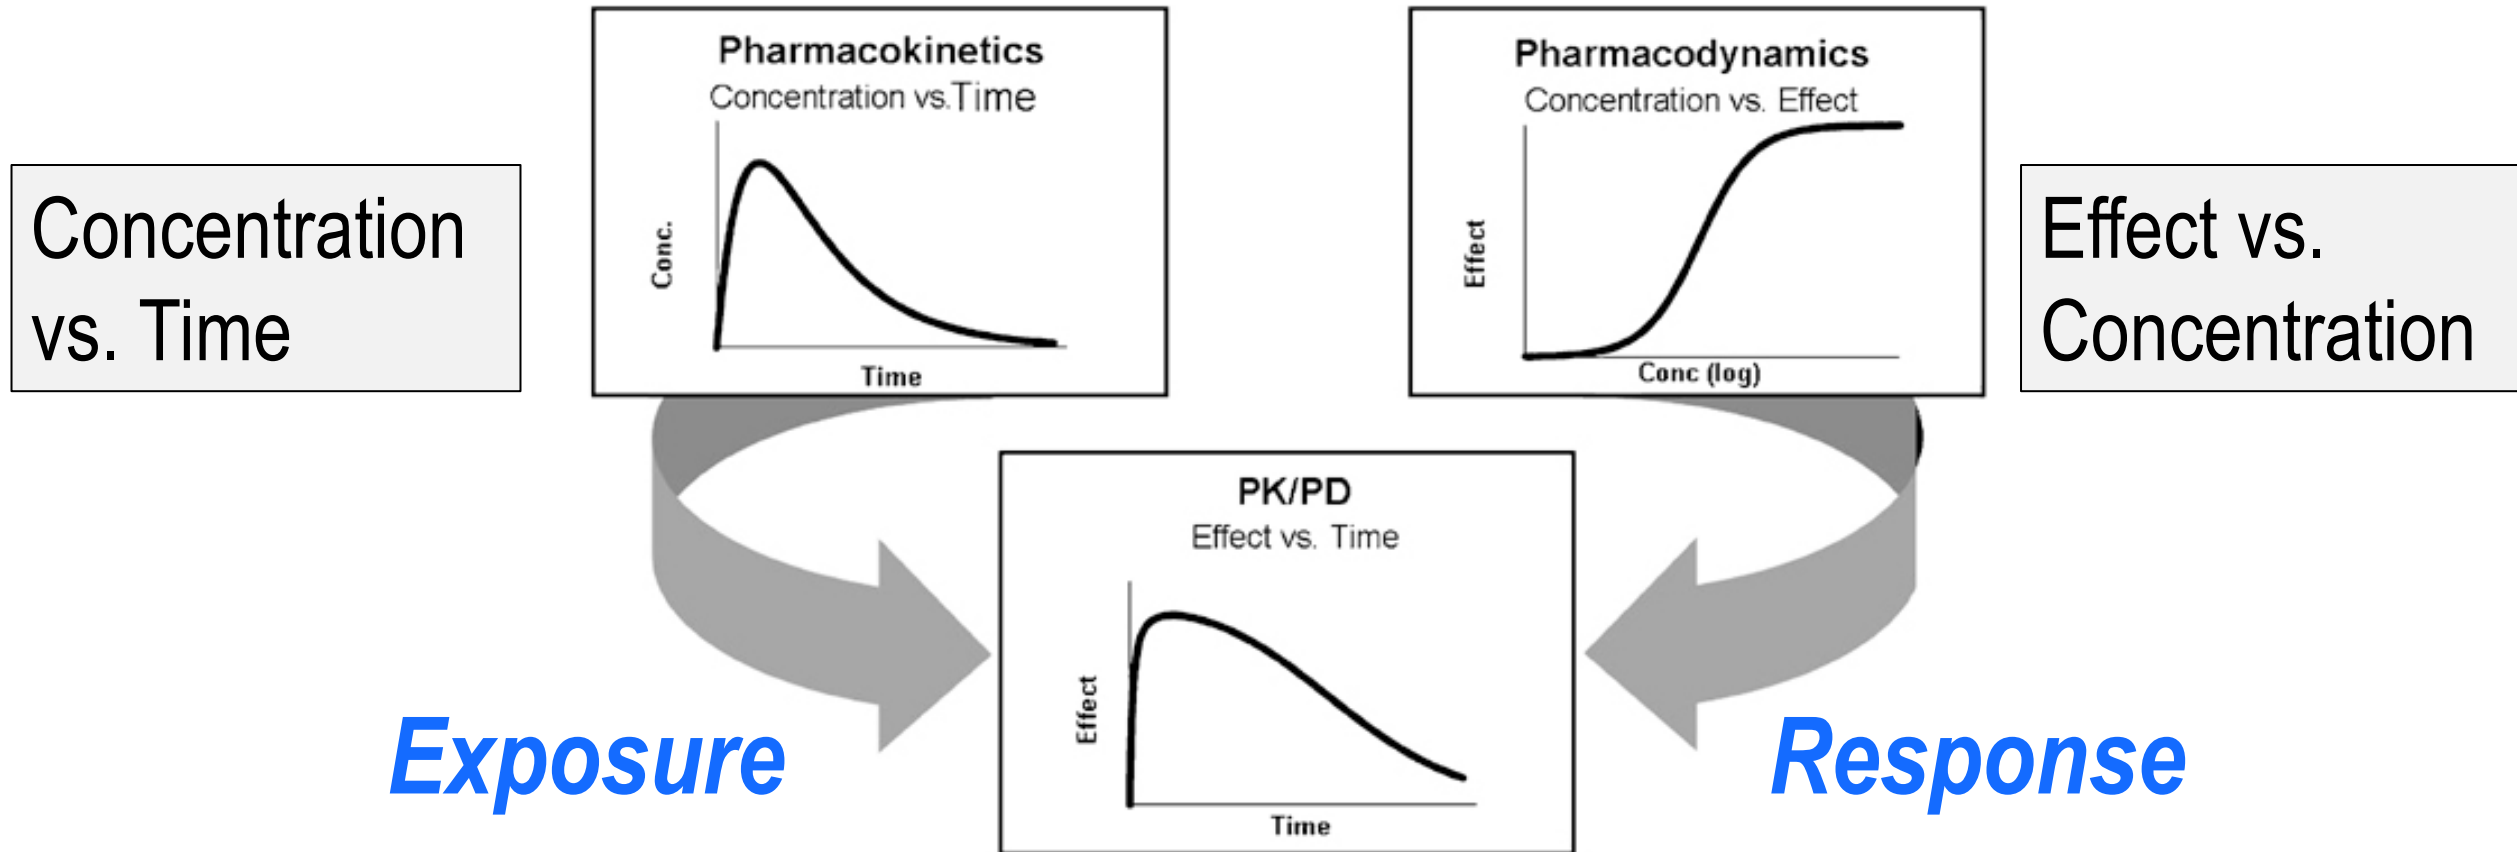 Concentration
vs. Time
Pharmacokinetics
Concentration vs.Time
Conc.
Time
Pharmacodynamics
Concentration vs. Effect
Effect
Conc (log)
Effect vs.
Concentration
PK/PD
Effect vs. Time
Effect
Time
Exposure
Response